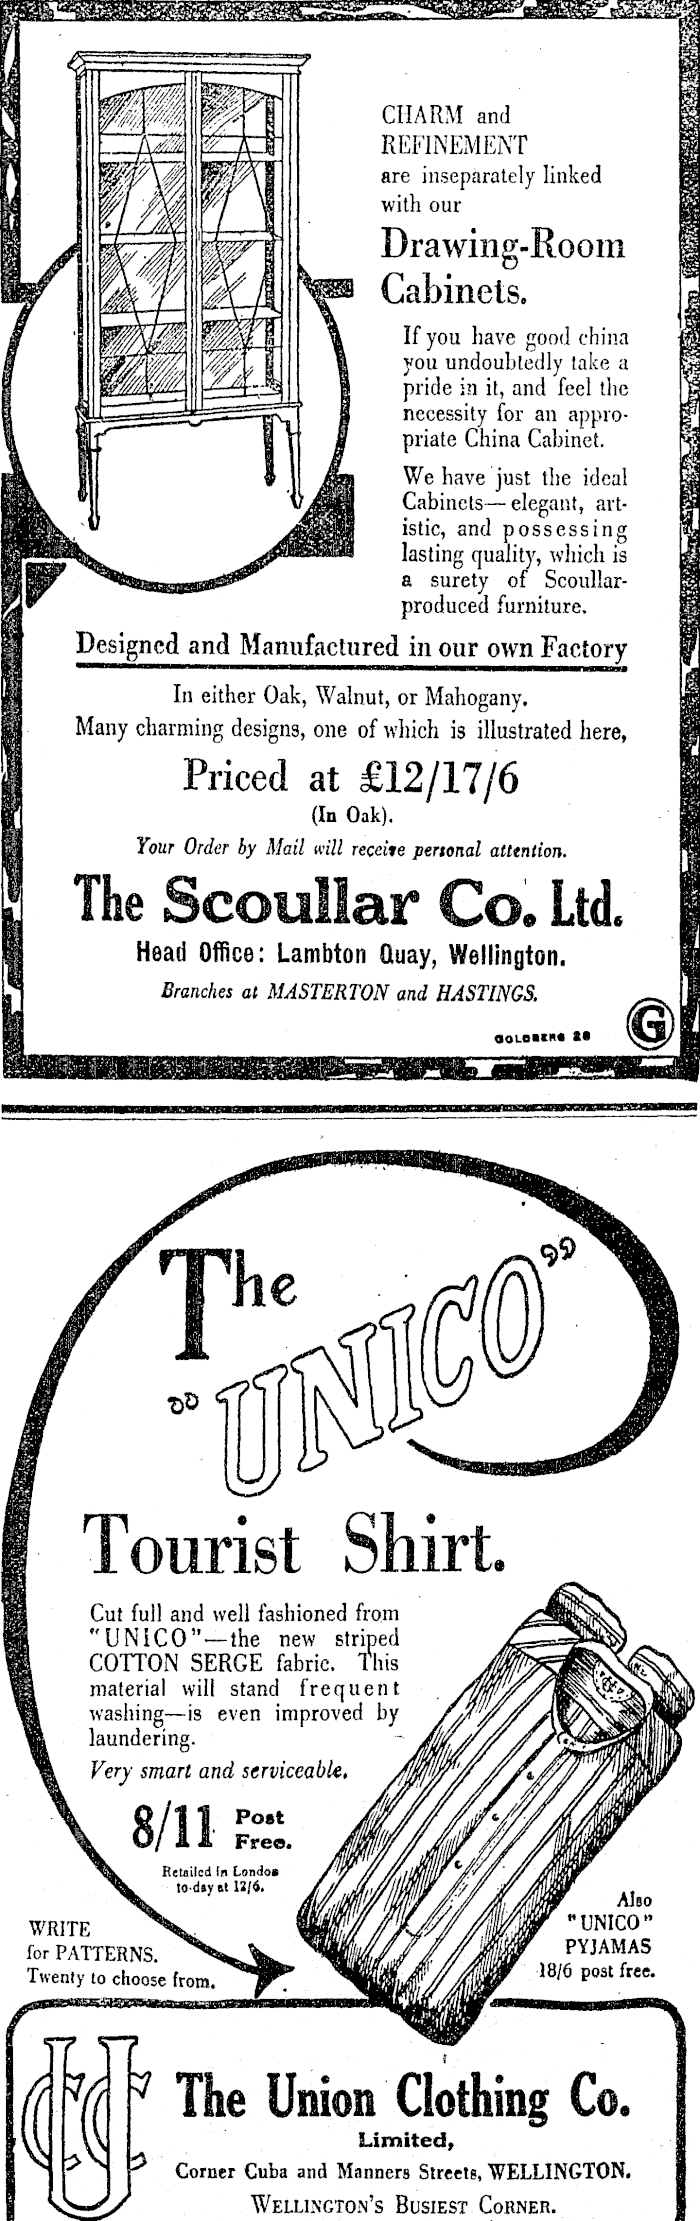 CHARM and
REFINEMENT
are inseparately linked
with our
Drawing-Room
Cabinets.
If you have good china
you undoubtedly take a
pride in it, and feel the
necessity for an appro-
priate China Cabinet.
We have just the ideal
Cabinets—elegant, art-
istic, and possessing
lasting quality, which is
a surety of Scoullar-
produced furniture.
Designed and Manufactured in our own Factory
In either Oak, Walnut, or Mahogany.
Many charming designs, one of which is illustrated here,
Priced at £12/17/6
(In Oak).
Your Order by Mail will receive personal attention.
The Scoullar Co. Ltd.
Head Office: Lambton Quay, Wellington.
Branches at MASTERTON and HASTINGS.
GOLDBERG 28
G
The
"UNICO"
Tourist Shirt.
Cut full and well fashioned from
"UNICO"—the new striped
COTTON SERGE fabric. This
material will stand frequent
washing—is even improved by
laundering.
Very smart and serviceable.
8/11 Post
Free.
Retailed in London
to-day at 12/6.
WRITE
for PATTERNS.
Twenty to choose from.
Also
"UNICO"
PYJAMAS
18/6 post free.
CUC
The Union Clothing Co.
Limited,
Corner Cuba and Manners Streets, WELLINGTON.
WELLINGTON'S BUSIEST CORNER.